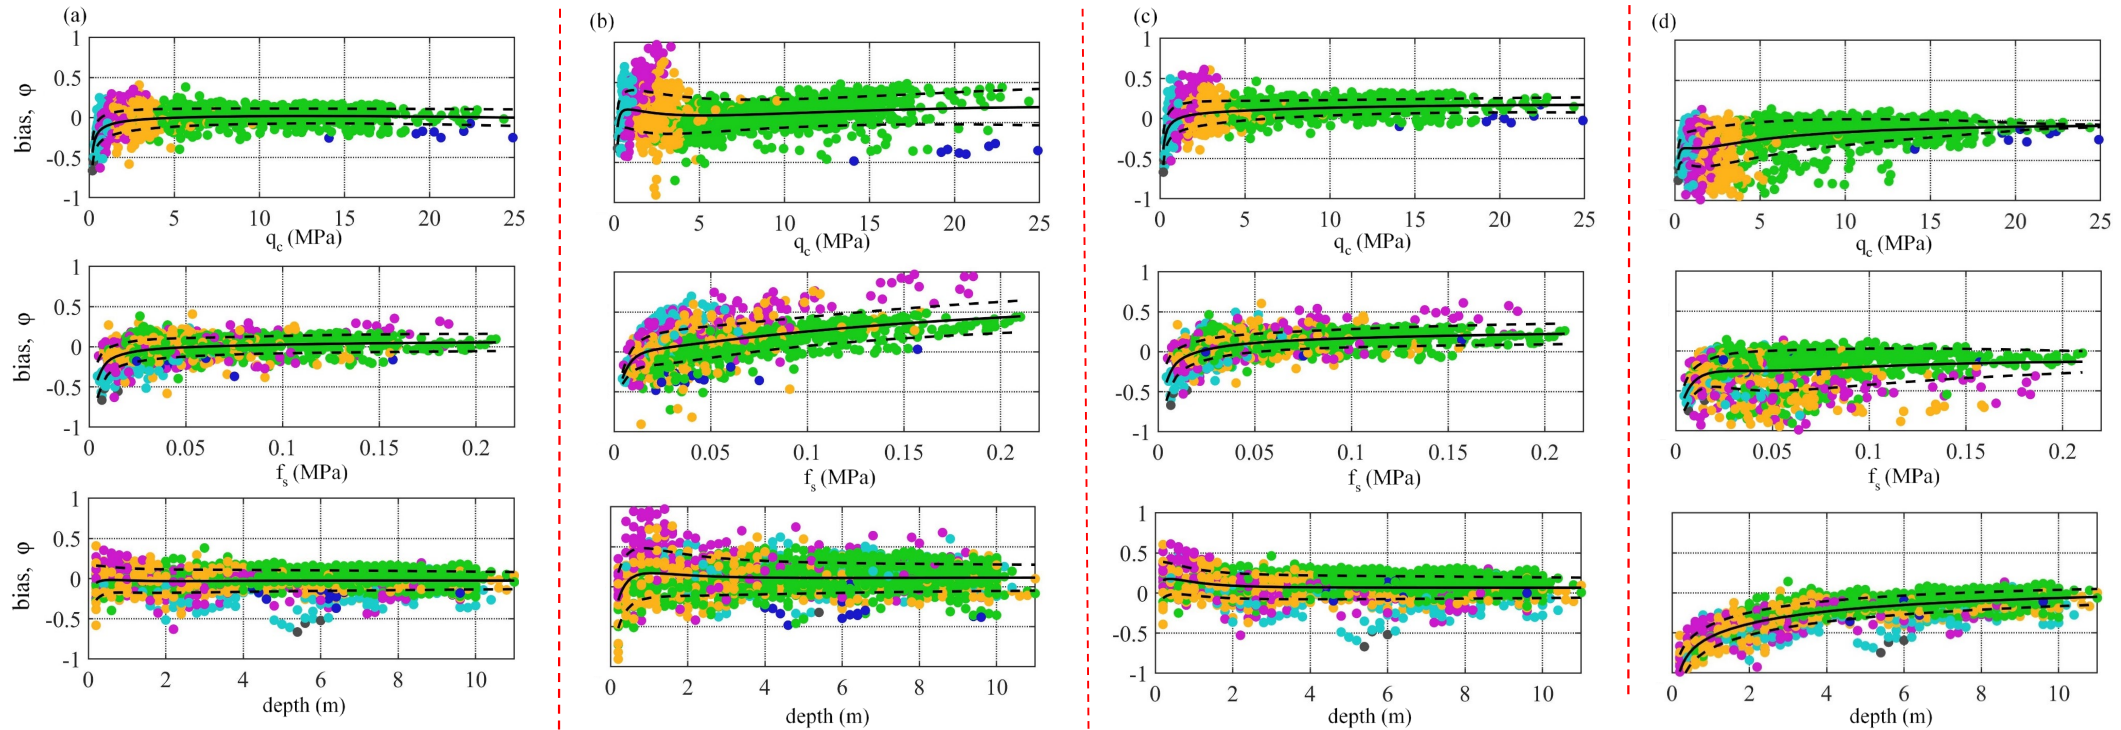 (a)
1
0.5
0
-0.5
-1
bias, φ
0 5 10 15 20 25
q_c (MPa)
1
0.5
0
-0.5
-1
bias, φ
0 0.05 0.1 0.15 0.2
f_s (MPa)
1
0.5
0
-0.5
-1
bias, φ
0 2 4 6 8 10
depth (m)
(b)
0 5 10 15 20 25
q_c (MPa)
0 0.05 0.1 0.15 0.2
f_s (MPa)
0 2 4 6 8 10
depth (m)
(c)
1
0.5
0
-0.5
-1
0 5 10 15 20 25
q_c (MPa)
1
0.5
0
-0.5
-1
0 0.05 0.1 0.15 0.2
f_s (MPa)
1
0.5
0
-0.5
-1
0 2 4 6 8 10
depth (m)
(d)
0 5 10 15 20 25
q_c (MPa)
0 0.05 0.1 0.15 0.2
f_s (MPa)
0 2 4 6 8 10
depth (m)